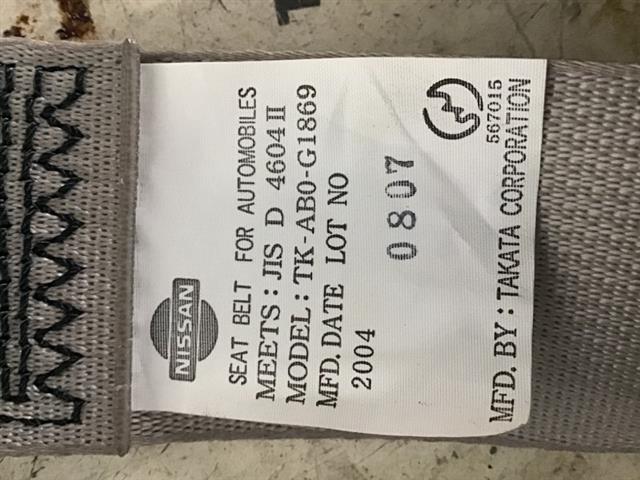 NISSAN
SEAT BELT FOR AUTOMOBILES
MEETS : JIS D 4604 II
MODEL : TK-AB0-G1869
MFD. DATE LOT NO
2004 0807
567015
MFD. BY : TAKATA CORPORATION